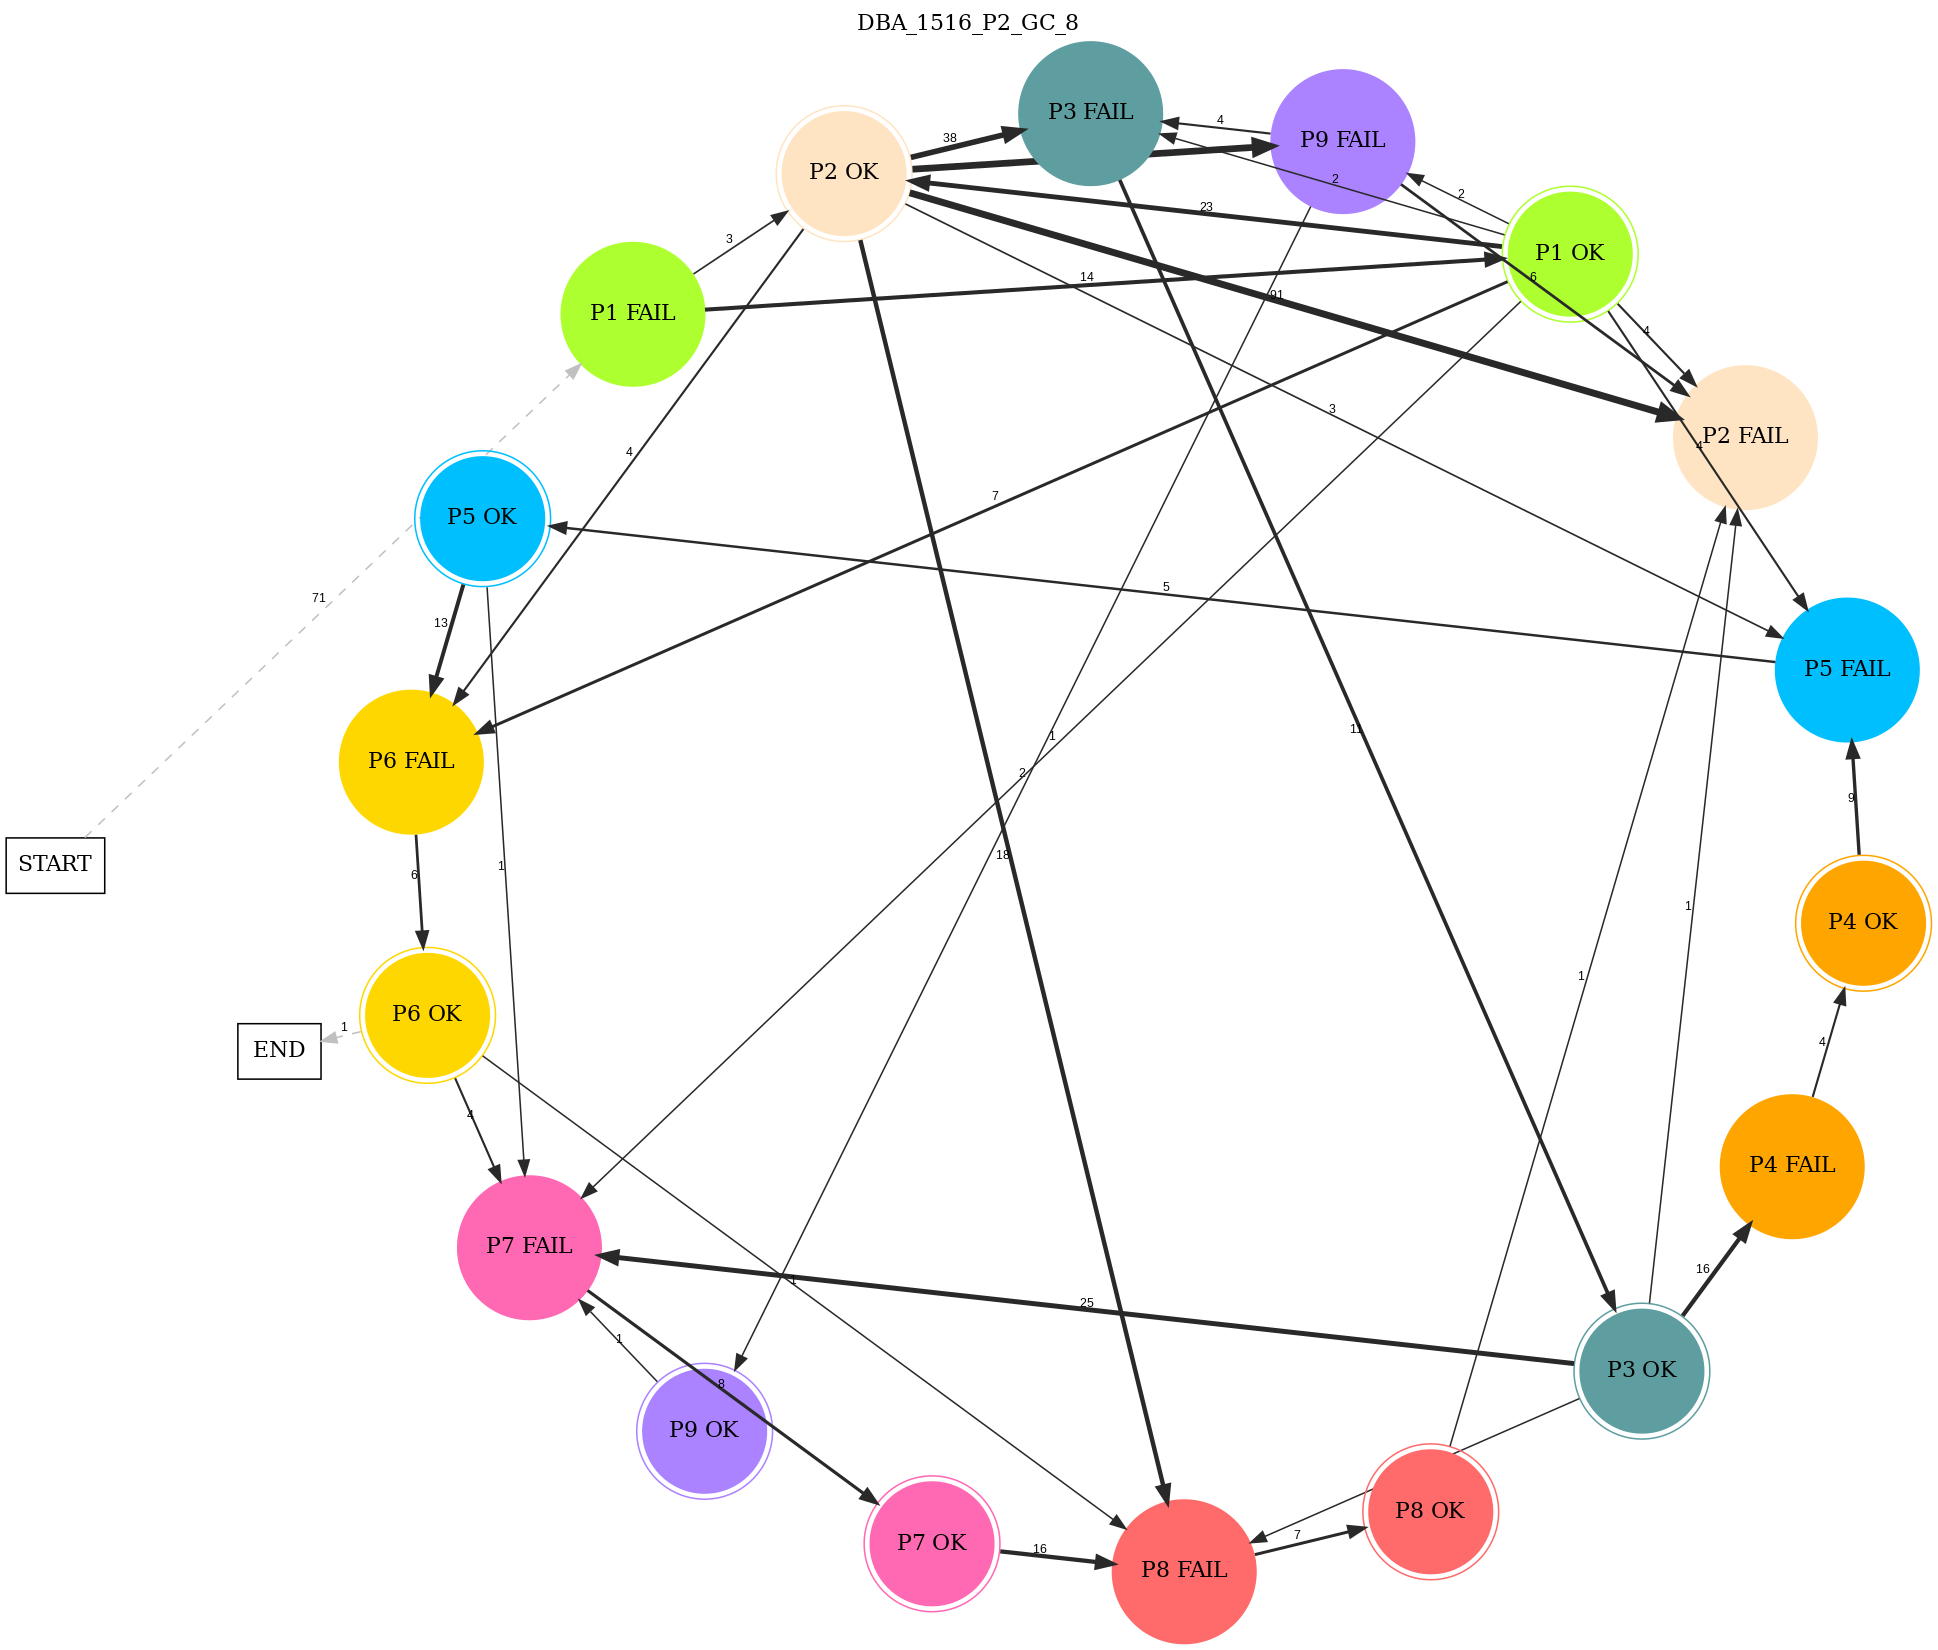 DBA_1516_P2_GC_8
P3 FAIL
P9 FAIL
P2 OK
P1 OK
P1 FAIL
P2 FAIL
P5 OK
P5 FAIL
P6 FAIL
START
P4 OK
P6 OK
END
P4 FAIL
P7 FAIL
P3 OK
P9 OK
P8 OK
P7 OK
P8 FAIL
38
4
2
2
23
3
14
6
91
4
3
4
4
7
5
71
13
1
2
11
9
18
1
6
1
1
4
1
4
16
1
25
1
8
7
16